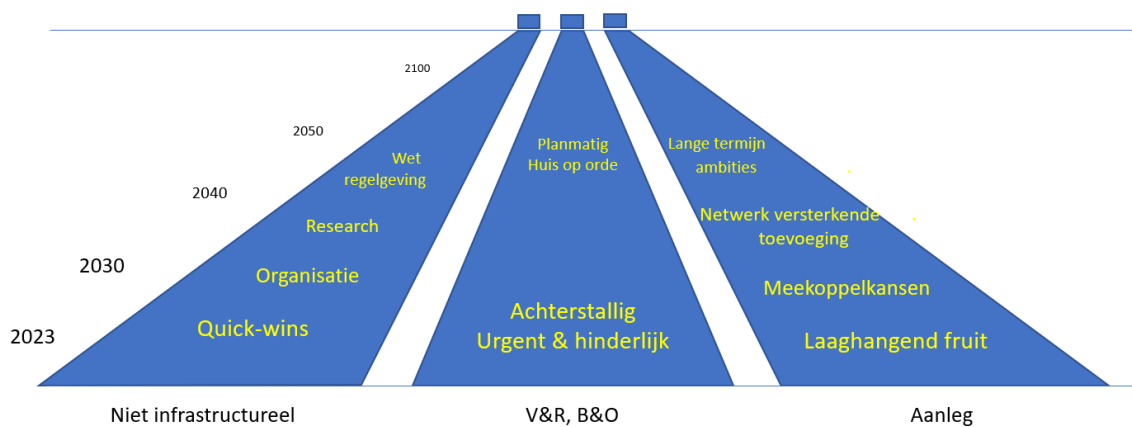 2100
2050
2040
2030
2023
Wet
regelgeving
Research
Organisatie
Quick-wins
Planmatig
Huis op orde
Achterstallig
Urgent & hinderlijk
Lange termijn
ambities
Netwerk versterkende
toevoeging
Meekoppelkansen
Laaghangend fruit
Niet infrastructureel
V&R, B&O
Aanleg